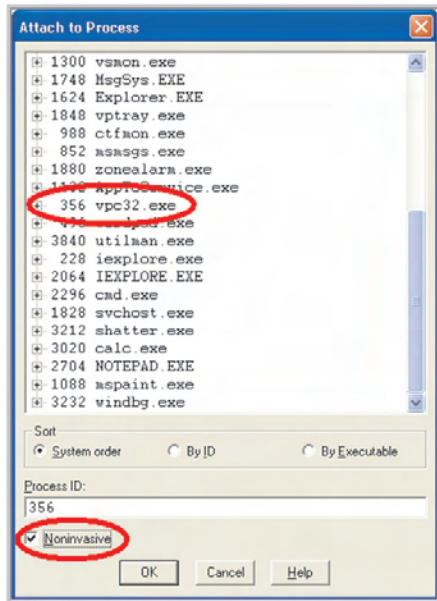 Attach to Process
1300 vsmon.exe
1748 MsgSys.EXE
1624 Explorer.EXE
1848 vptray.exe
988 ctfmon.exe
852 msmsgs.exe
1880 zonealarm.exe
AppToService.exe
356 vpc32.exe
3840 utilman.exe
228 iexplore.exe
2064 IEXPLORE.EXE
2296 cmd.exe
1828 svchost.exe
3212 shatter.exe
3020 calc.exe
2704 NOTEPAD.EXE
1088 mspaint.exe
3232 windbg.exe
Sort
System order By ID By Executable
Process ID:
356
Noninvasive
OK Cancel Help